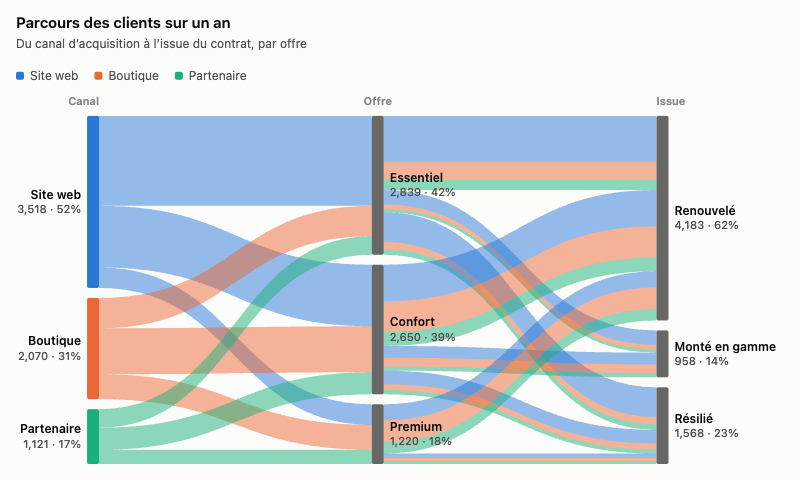 Parcours des clients sur un an
Du canal d’acquisition à l’issue du contrat, par offre
Site web
Boutique
Partenaire
Canal
Offre
Issue
Site web
3,518 · 52%
Boutique
2,070 · 31%
Partenaire
1,121 · 17%
Essentiel
2,839 · 42%
Confort
2,650 · 39%
Premium
1,220 · 18%
Renouvelé
4,183 · 62%
Monté en gamme
958 · 14%
Résilié
1,568 · 23%